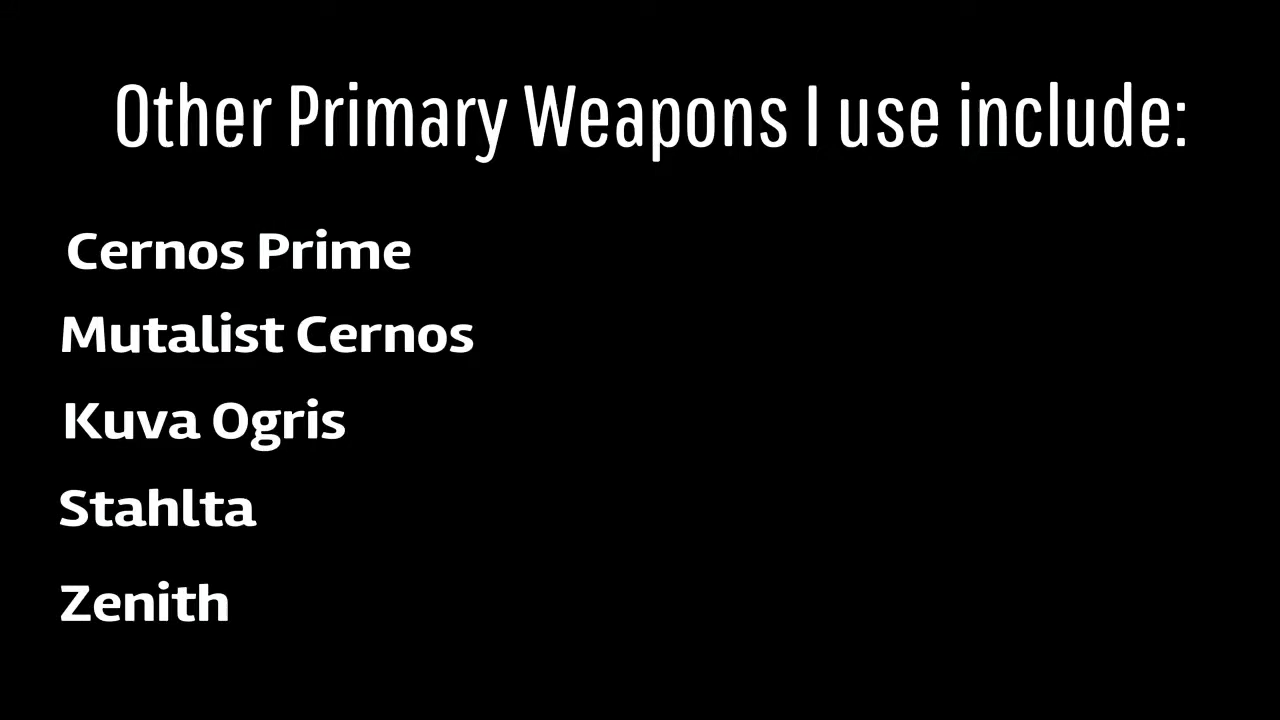 Other Primary Weapons I use include:
Cernos Prime
Mutalist Cernos
Kuva Ogris
Stahlta
Zenith